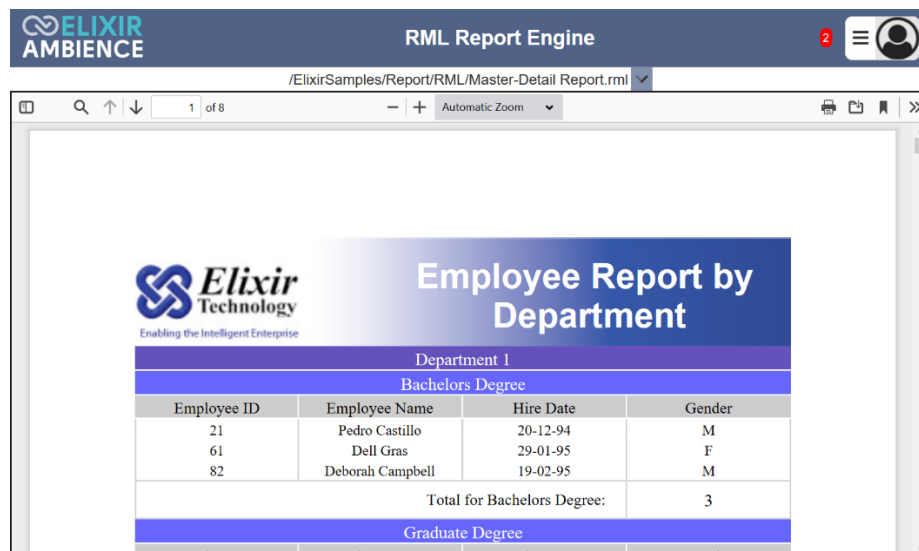 ELIXIR
AMBIENCE
RML Report Engine
2
/ElixirSamples/Report/RML/Master-Detail Report.rml
1 of 8
Automatic Zoom
Elixir
Technology
Enabling the Intelligent Enterprise
Employee Report by
Department
Department 1
Bachelors Degree
Employee ID Employee Name Hire Date Gender
21 Pedro Castillo 20-12-94 M
61 Dell Gras 29-01-95 F
82 Deborah Campbell 19-02-95 M
Total for Bachelors Degree: 3
Graduate Degree